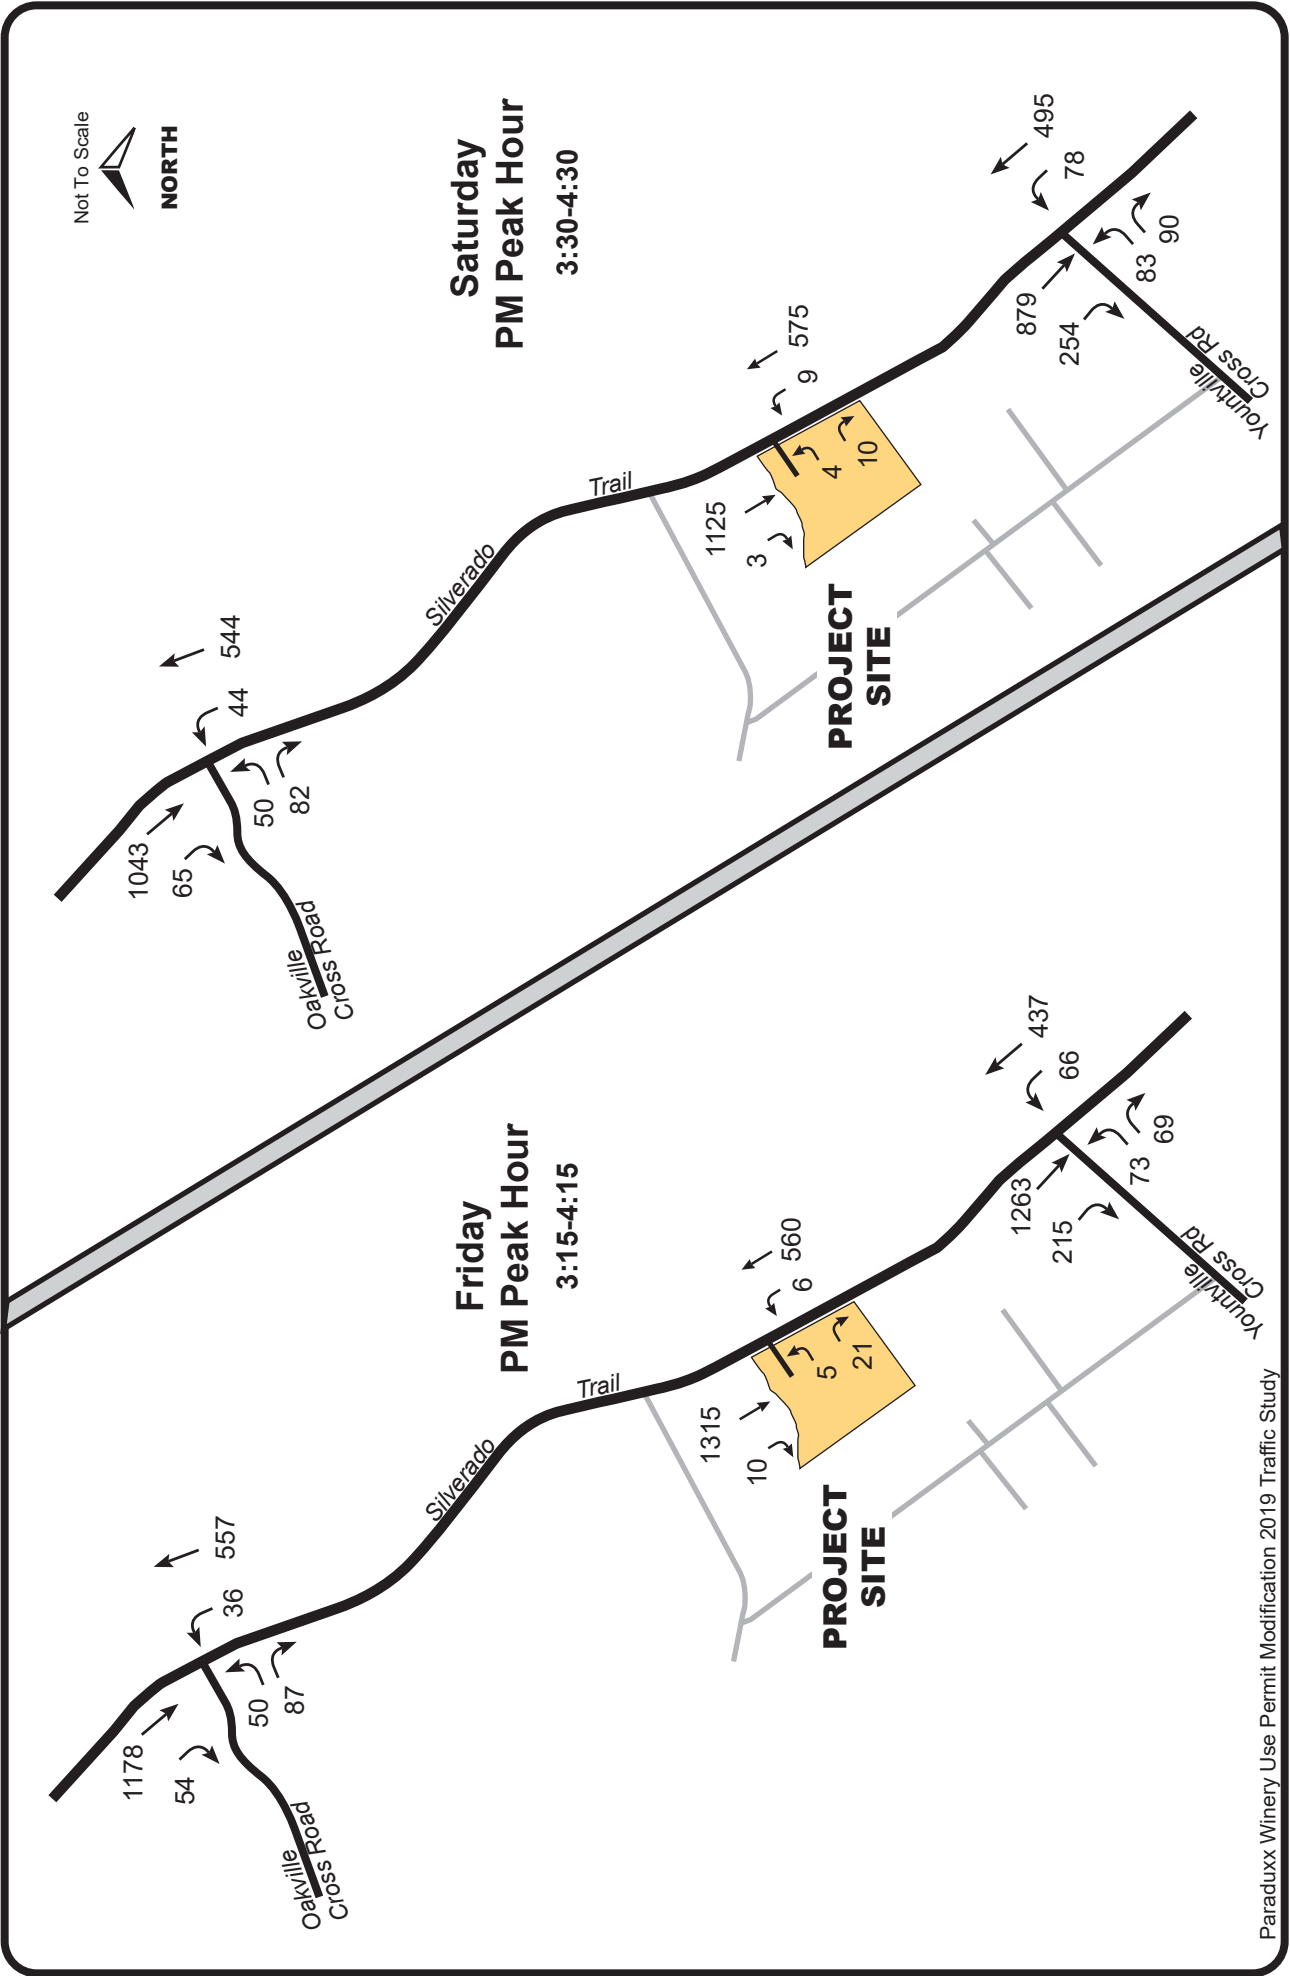 Not To Scale
NORTH
Friday
PM Peak Hour
3:15-4:15
1178
54
36
557
50
87
Oakville
Cross Road
Silverado
Trail
1315
10
6
560
5
21
PROJECT
SITE
1263
215
66
437
73
69
Yountville
Cross Rd
Saturday
PM Peak Hour
3:30-4:30
1043
65
44
544
50
82
Oakville
Cross Road
Silverado
Trail
1125
3
9
575
4
10
PROJECT
SITE
879
254
78
495
83
90
Yountville
Cross Rd
Paraduxx Winery Use Permit Modification 2019 Traffic Study